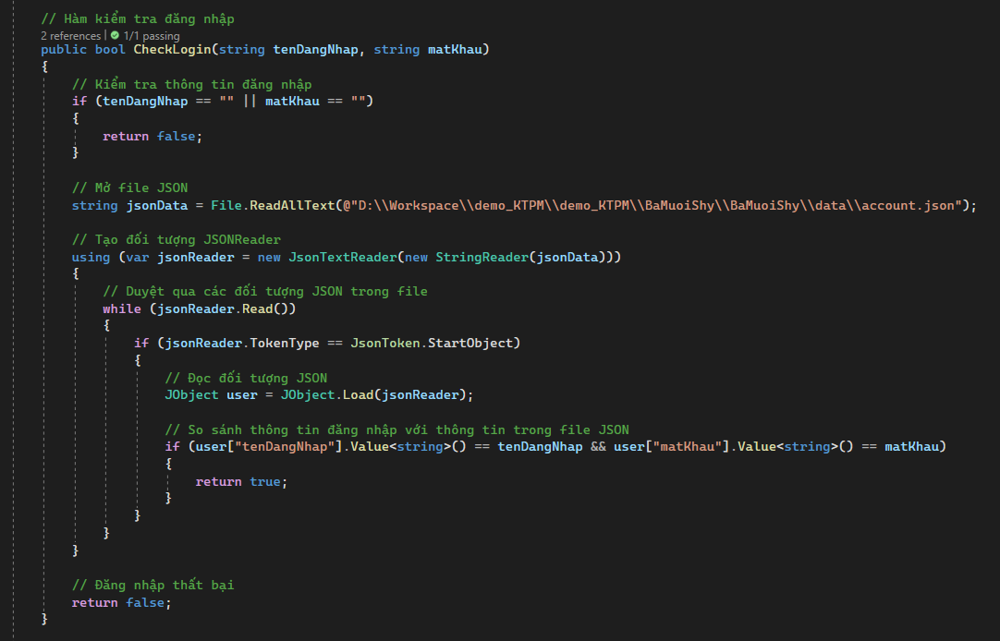 // Hàm kiểm tra đăng nhập
2 references | 1/1 passing
public bool CheckLogin(string tenDangNhap, string matKhau)
{
// Kiểm tra thông tin đăng nhập
if (tenDangNhap == "" || matKhau == "")
{
return false;
}
// Mở file JSON
string jsonData = File.ReadAllText(@"D:\\Workspace\\demo_KTPM\\demo_KTPM\\BaMuoiShy\\BaMuoiShy\\data\\account.json");
// Tạo đối tượng JSONReader
using (var jsonReader = new JsonTextReader(new StringReader(jsonData)))
{
// Duyệt qua các đối tượng JSON trong file
while (jsonReader.Read())
{
if (jsonReader.TokenType == JsonToken.StartObject)
{
// Đọc đối tượng JSON
JObject user = JObject.Load(jsonReader);
// So sánh thông tin đăng nhập với thông tin trong file JSON
if (user["tenDangNhap"].Value<string>() == tenDangNhap && user["matKhau"].Value<string>() == matKhau)
{
return true;
}
}
}
}
// Đăng nhập thất bại
return false;
}